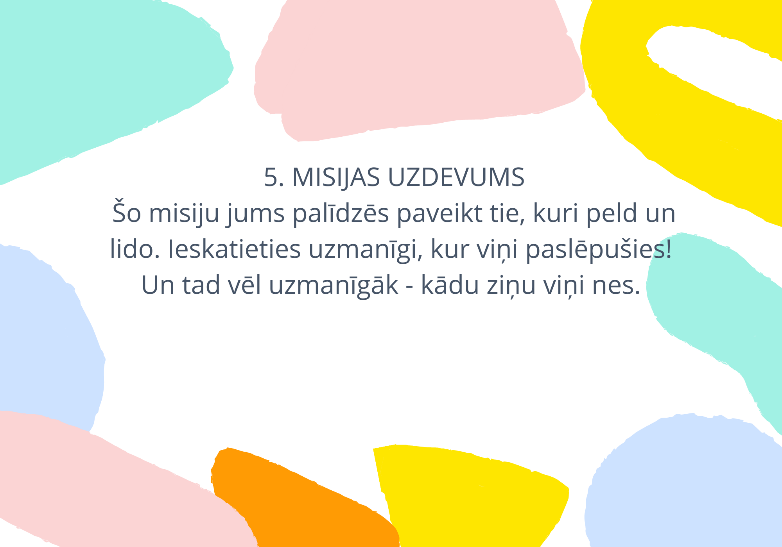 5. MISIJAS UZDEVUMS
Šo misiju jums palīdzēs paveikt tie, kuri peld un
lido. Ieskatieties uzmanīgi, kur viņi paslēpušies!
Un tad vēl uzmanīgāk - kādu ziņu viņi nes.